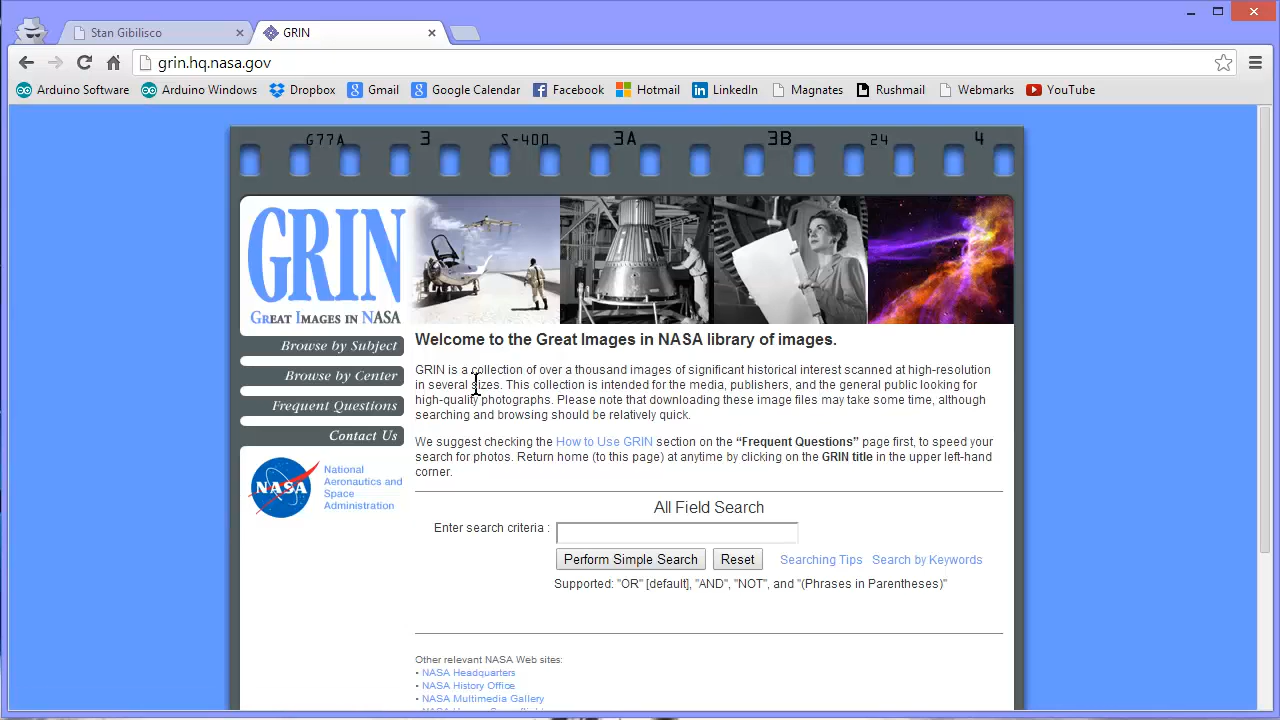 Stan Gibilisco
GRIN
grin.hq.nasa.gov
Arduino Software Arduino Windows Dropbox Gmail Google Calendar Facebook Hotmail LinkedIn Magnates Rushmail Webmarks YouTube
G77A 3 S-400 3A 3B 24 4
GRIN
GREAT IMAGES IN NASA
Browse by Subject
Browse by Center
Frequent Questions
Contact Us
NASA
National
Aeronautics and
Space
Administration
Welcome to the Great Images in NASA library of images.
GRIN is a collection of over a thousand images of significant historical interest scanned at high-resolution
in several sizes. This collection is intended for the media, publishers, and the general public looking for
high-quality photographs. Please note that downloading these image files may take some time, although
searching and browsing should be relatively quick.
We suggest checking the How to Use GRIN section on the “Frequent Questions” page first, to speed your
search for photos. Return home (to this page) at anytime by clicking on the GRIN title in the upper left-hand
corner.
All Field Search
Enter search criteria :
Perform Simple Search Reset Searching Tips Search by Keywords
Supported: "OR" [default], "AND", "NOT", and "(Phrases in Parentheses)"
Other relevant NASA Web sites:
• NASA Headquarters
• NASA History Office
• NASA Multimedia Gallery